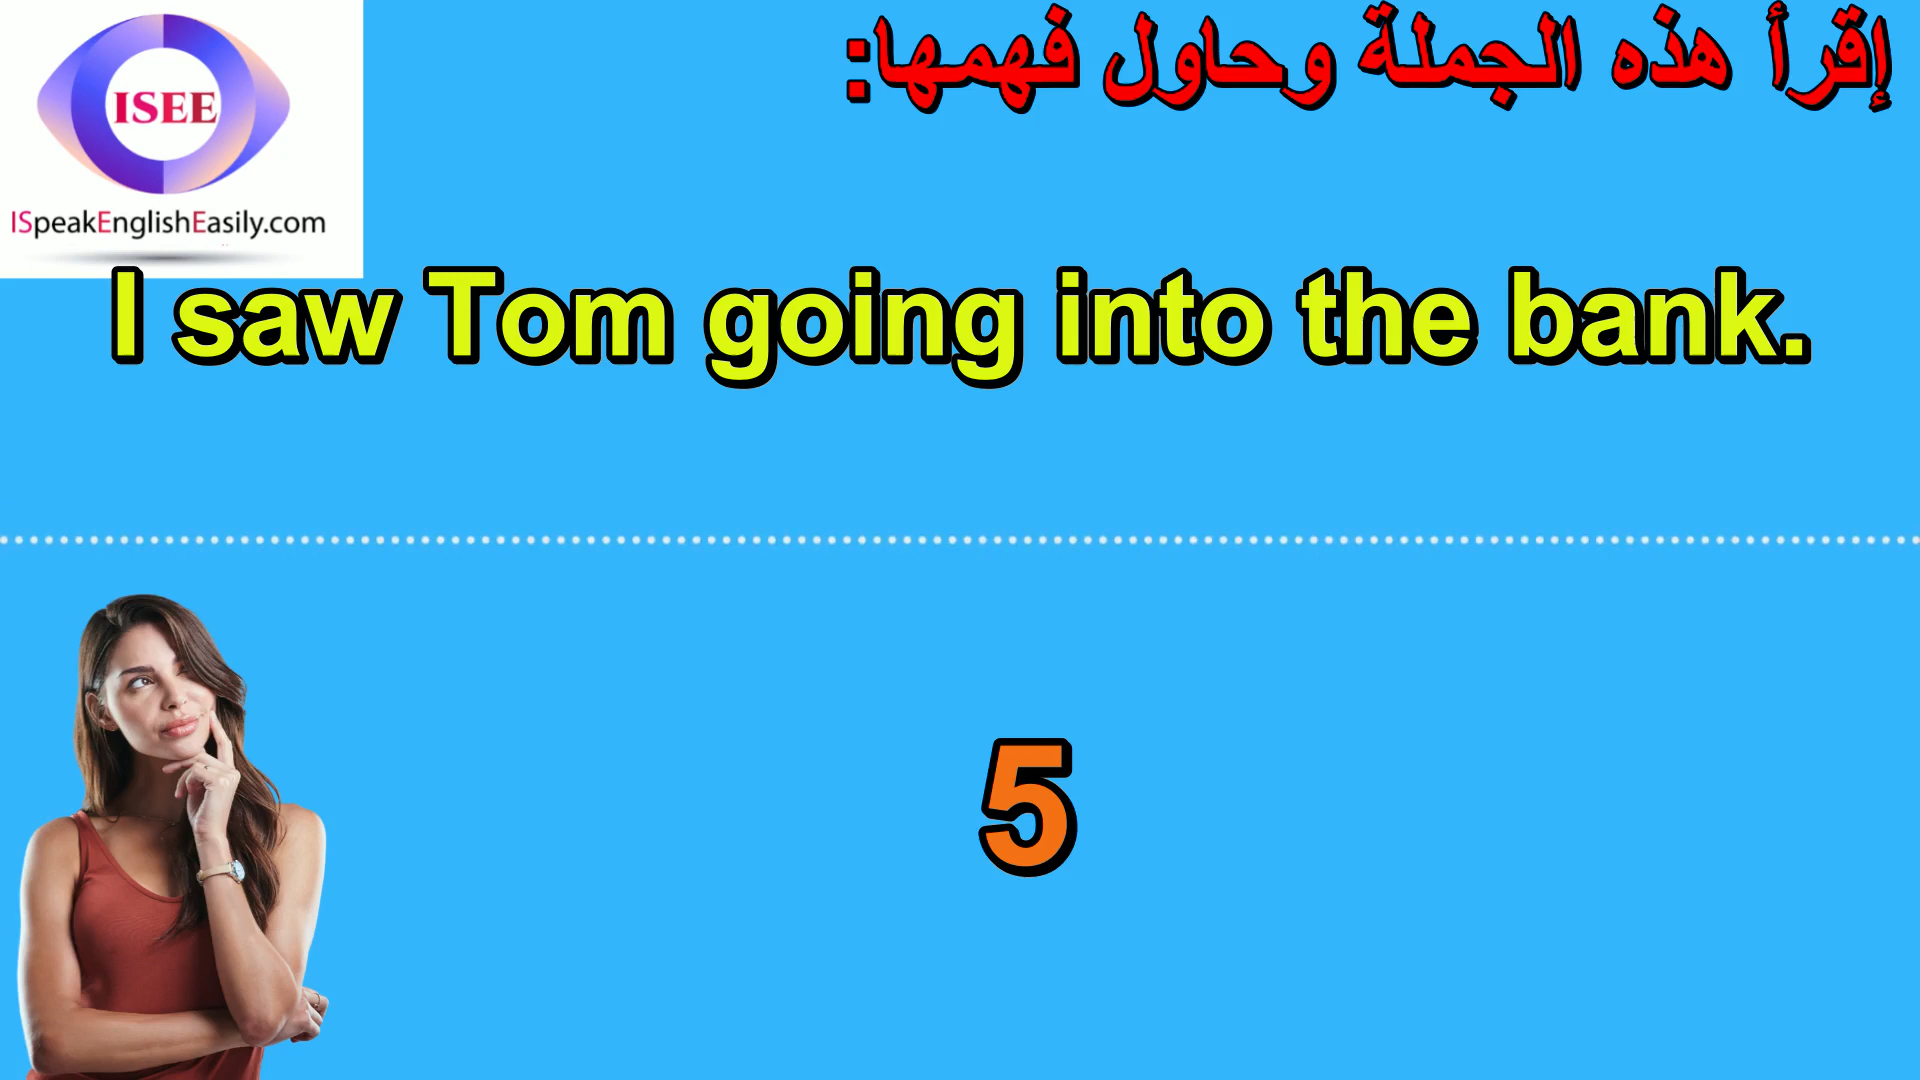 إقرأ هذه الجملة وحاول فهمها:
ISEE
ISpeakEnglishEasily.com
I saw Tom going into the bank.
5